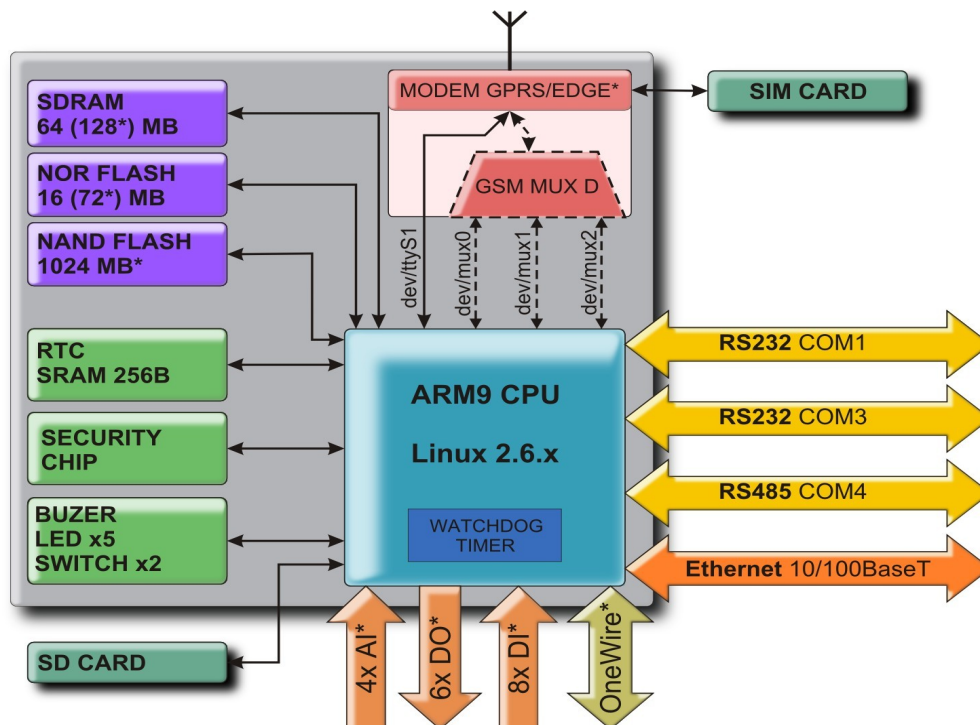 SDRAM
64 (128*) MB
NOR FLASH
16 (72*) MB
NAND FLASH
1024 MB*
RTC
SRAM 256B
SECURITY
CHIP
BUZER
LED x5
SWITCH x2
SD CARD
MODEM GPRS/EDGE*
SIM CARD
GSM MUX D
dev/ttyS1
dev/mux0
dev/mux1
dev/mux2
ARM9 CPU
Linux 2.6.x
WATCHDOG
TIMER
RS232 COM1
RS232 COM3
RS485 COM4
Ethernet 10/100BaseT
4x AI*
6x DO*
8x DI*
OneWire*